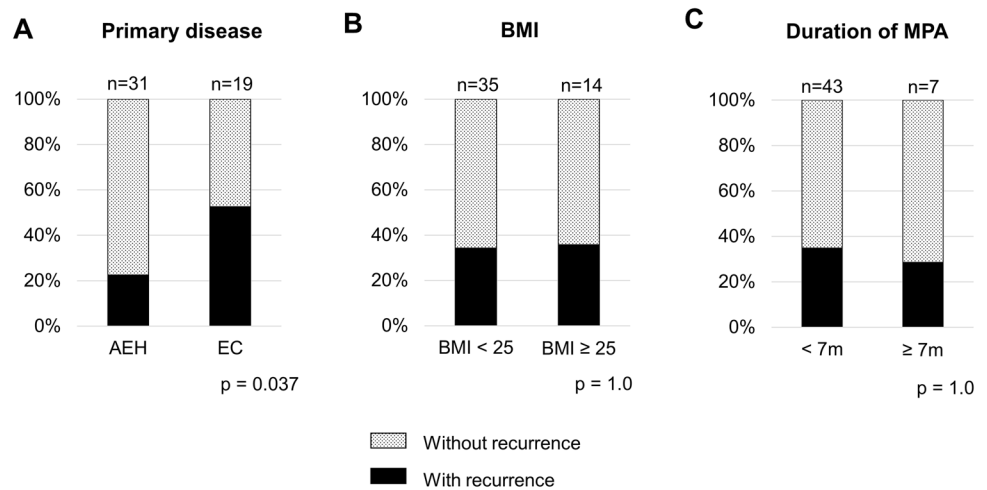 A Primary disease
n=31 n=19
100%
80%
60%
40%
20%
0%
AEH EC
p = 0.037
B BMI
n=35 n=14
100%
80%
60%
40%
20%
0%
BMI < 25 BMI ≥ 25
p = 1.0
C Duration of MPA
n=43 n=7
100%
80%
60%
40%
20%
0%
< 7m ≥ 7m
p = 1.0
Without recurrence
With recurrence